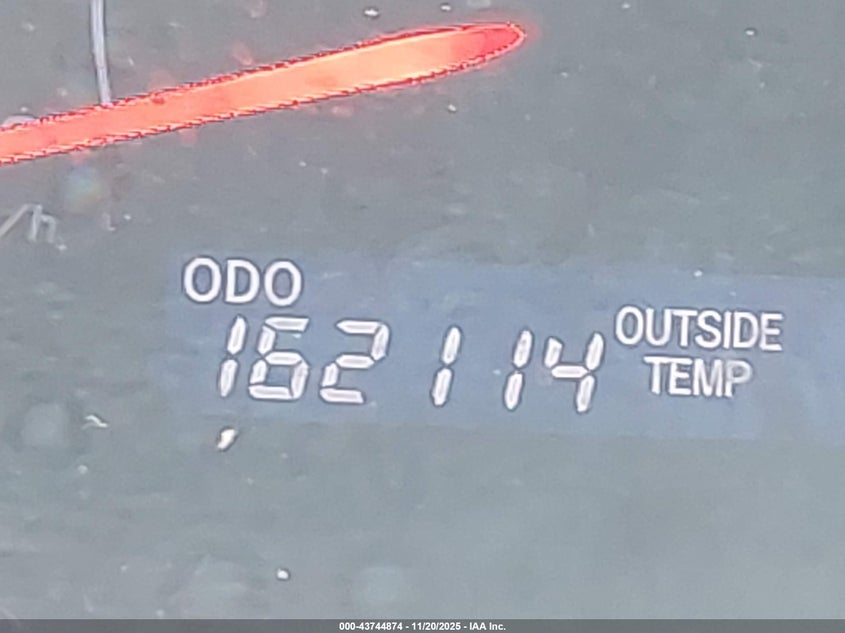 ODO
162114
OUTSIDE
TEMP
000-43744874 - 11/20/2025 - IAA Inc.